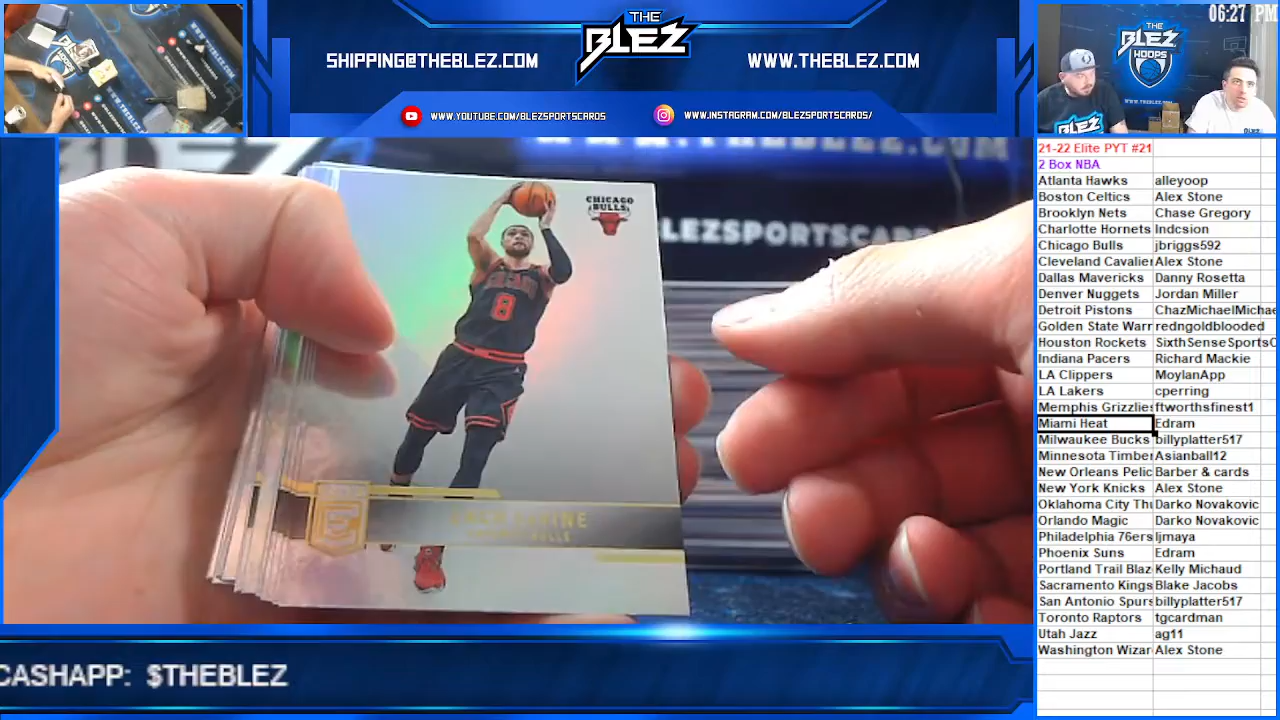 SHIPPING@THEBLEZ.COM
THE
BLEZ
WWW.THEBLEZ.COM
WWW.YOUTUBE.COM/BLEZSPORTSCARDS
WWW.INSTAGRAM.COM/BLEZSPORTSCARDS/
06:27 PM
THE
BLEZ
HOOPS
BLEZ
21-22 Elite PYT #21
2 Box NBA
Atlanta Hawks alleyoop
Boston Celtics Alex Stone
Brooklyn Nets Chase Gregory
Charlotte Hornets Indcsion
Chicago Bulls jbriggs592
Cleveland Cavalier Alex Stone
Dallas Mavericks Danny Rosetta
Denver Nuggets Jordan Miller
Detroit Pistons ChazMichaelMichae
Golden State Warr redngoldblooded
Houston Rockets SixthSenseSportsC
Indiana Pacers Richard Mackie
LA Clippers MoylanApp
LA Lakers cperring
Memphis Grizzlies ftworthsfinest1
Miami Heat Edram
Milwaukee Bucks billyplatter517
Minnesota Timber Asianball12
New Orleans Pelic Barber & cards
New York Knicks Alex Stone
Oklahoma City Thu Darko Novakovic
Orlando Magic Darko Novakovic
Philadelphia 76ers ljmaya
Phoenix Suns Edram
Portland Trail Blaz Kelly Michaud
Sacramento Kings Blake Jacobs
San Antonio Spurs billyplatter517
Toronto Raptors tgcardman
Utah Jazz ag11
Washington Wizar Alex Stone
CHICAGO
BULLS
CHICAGO
8
BLEZSPORTSCARDS
CASHAPP: $THEBLEZ